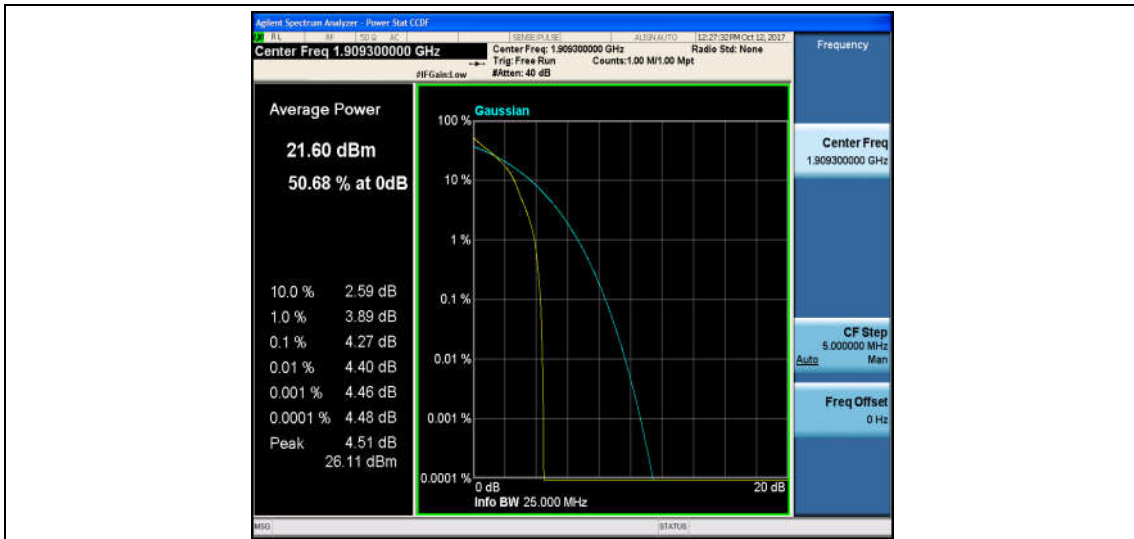 Agilent Spectrum Analyzer - Power Stat CCDF
RL RF 50 Ω AC SENSE:PULSE ALIGN AUTO 12:27:32 PM Oct 12, 2017
Center Freq 1.909300000 GHz
Center Freq: 1.909300000 GHz Radio Std: None
Trig: Free Run Counts:1.00 M/1.00 Mpt
#IFGain:Low #Atten: 40 dB
Frequency
Average Power
21.60 dBm
50.68 % at 0dB
10.0 % 2.59 dB
1.0 % 3.89 dB
0.1 % 4.27 dB
0.01 % 4.40 dB
0.001 % 4.46 dB
0.0001 % 4.48 dB
Peak 4.51 dB
26.11 dBm
Gaussian
100 %
10 %
1 %
0.1 %
0.01 %
0.001 %
0.0001 %
0 dB 20 dB
Info BW 25.000 MHz
Center Freq
1.909300000 GHz
CF Step
5.000000 MHz
Auto Man
Freq Offset
0 Hz
MSG STATUS